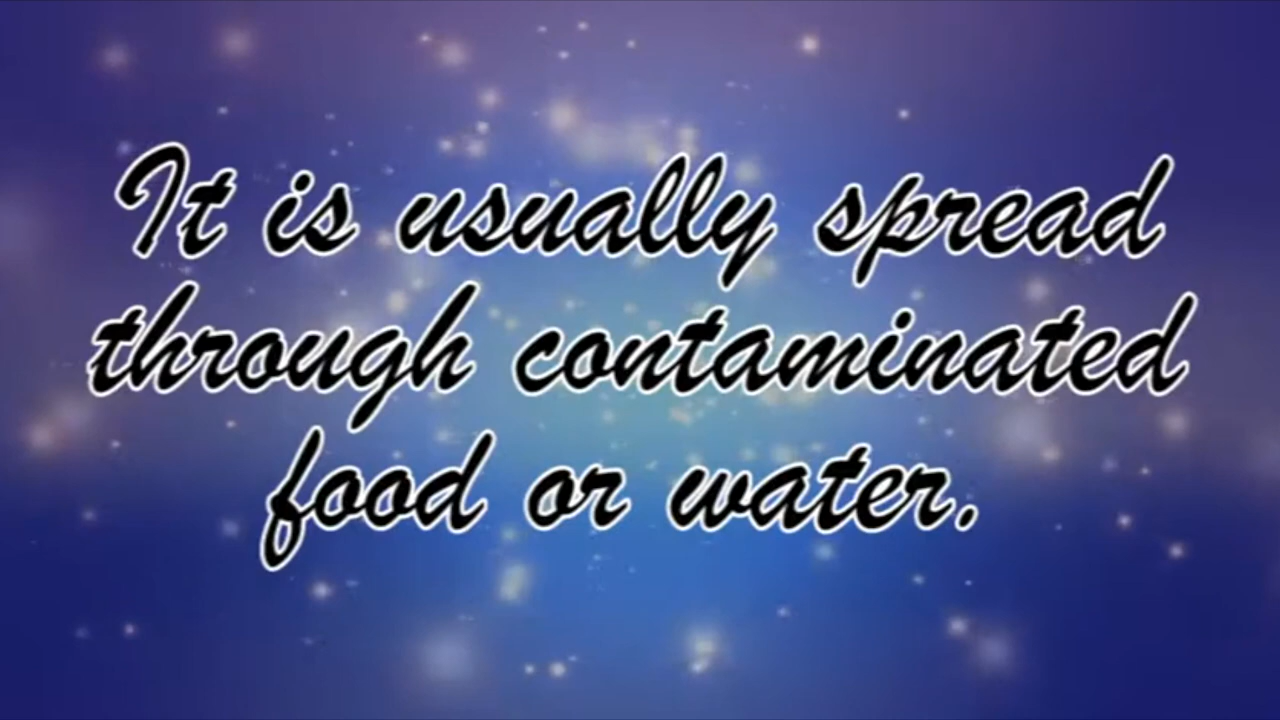 It is usually spread
through contaminated
food or water.